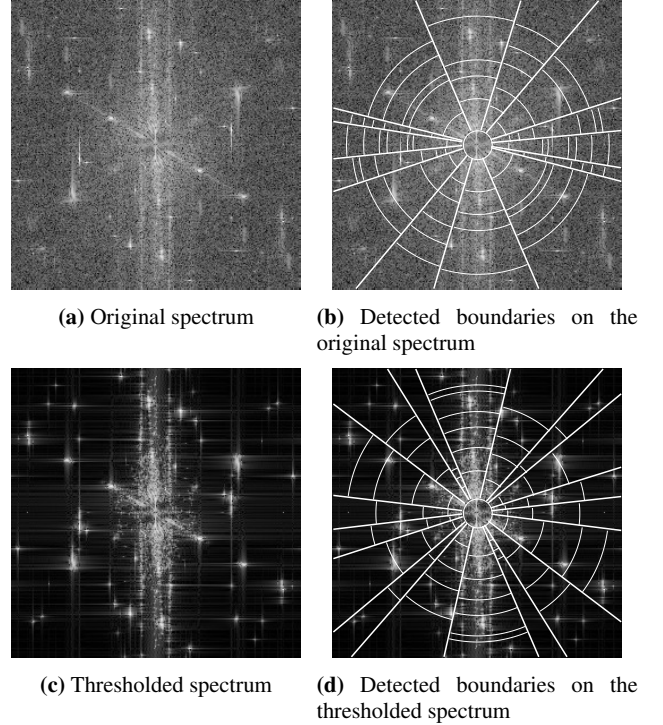 (a) Original spectrum
(b) Detected boundaries on the
original spectrum
(c) Thresholded spectrum
(d) Detected boundaries on the
thresholded spectrum